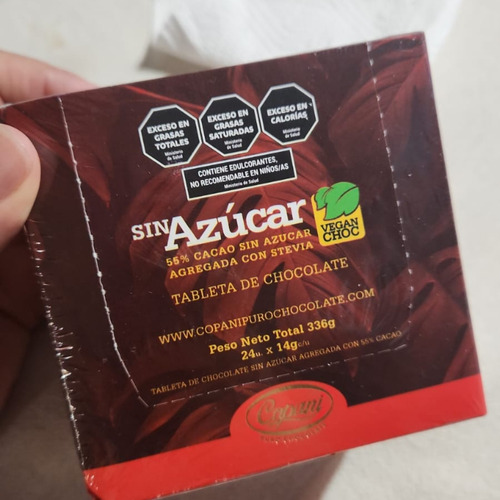 EXCESO EN
GRASAS
TOTALES
Ministerio
de Salud
EXCESO EN
GRASAS
SATURADAS
Ministerio
de Salud
EXCESO EN
CALORÍAS
Ministerio
de Salud
CONTIENE EDULCORANTES,
NO RECOMENDABLE EN NIÑOS/AS
Ministerio de Salud
SIN Azúcar
VEGAN
CHOC
55% CACAO SIN AZUCAR
AGREGADA CON STEVIA
TABLETA DE CHOCOLATE
WWW.COPANIPUROCHOCOLATE.COM
Peso Neto Total 336g
24u. x 14g c/u
TABLETA DE CHOCOLATE SIN AZUCAR AGREGADA CON 55% CACAO
Copani